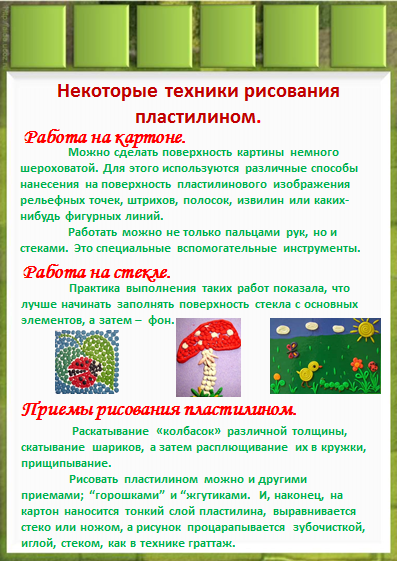 Некоторые техники рисования
пластилином.
Работа на картоне.
Можно сделать поверхность картины немного
шероховатой. Для этого используются различные способы
нанесения на поверхность пластилинового изображения
рельефных точек, штрихов, полосок, извилин или каких-
нибудь фигурных линий.
Работать можно не только пальцами рук, но и
стеками. Это специальные вспомогательные инструменты.
Работа на стекле.
Практика выполнения таких работ показала, что
лучше начинать заполнять поверхность стекла с основных
элементов, а затем – фон.
Приемы рисования пластилином.
Раскатывание «колбасок» различной толщины,
скатывание шариков, а затем расплющивание их в кружки,
прищипывание.
Рисовать пластилином можно и другими
приемами; “горошками” и “жгутиками. И, наконец, на
картон наносится тонкий слой пластилина, выравнивается
стеко или ножом, а рисунок процарапывается зубочисткой,
иглой, стеком, как в технике граттаж.